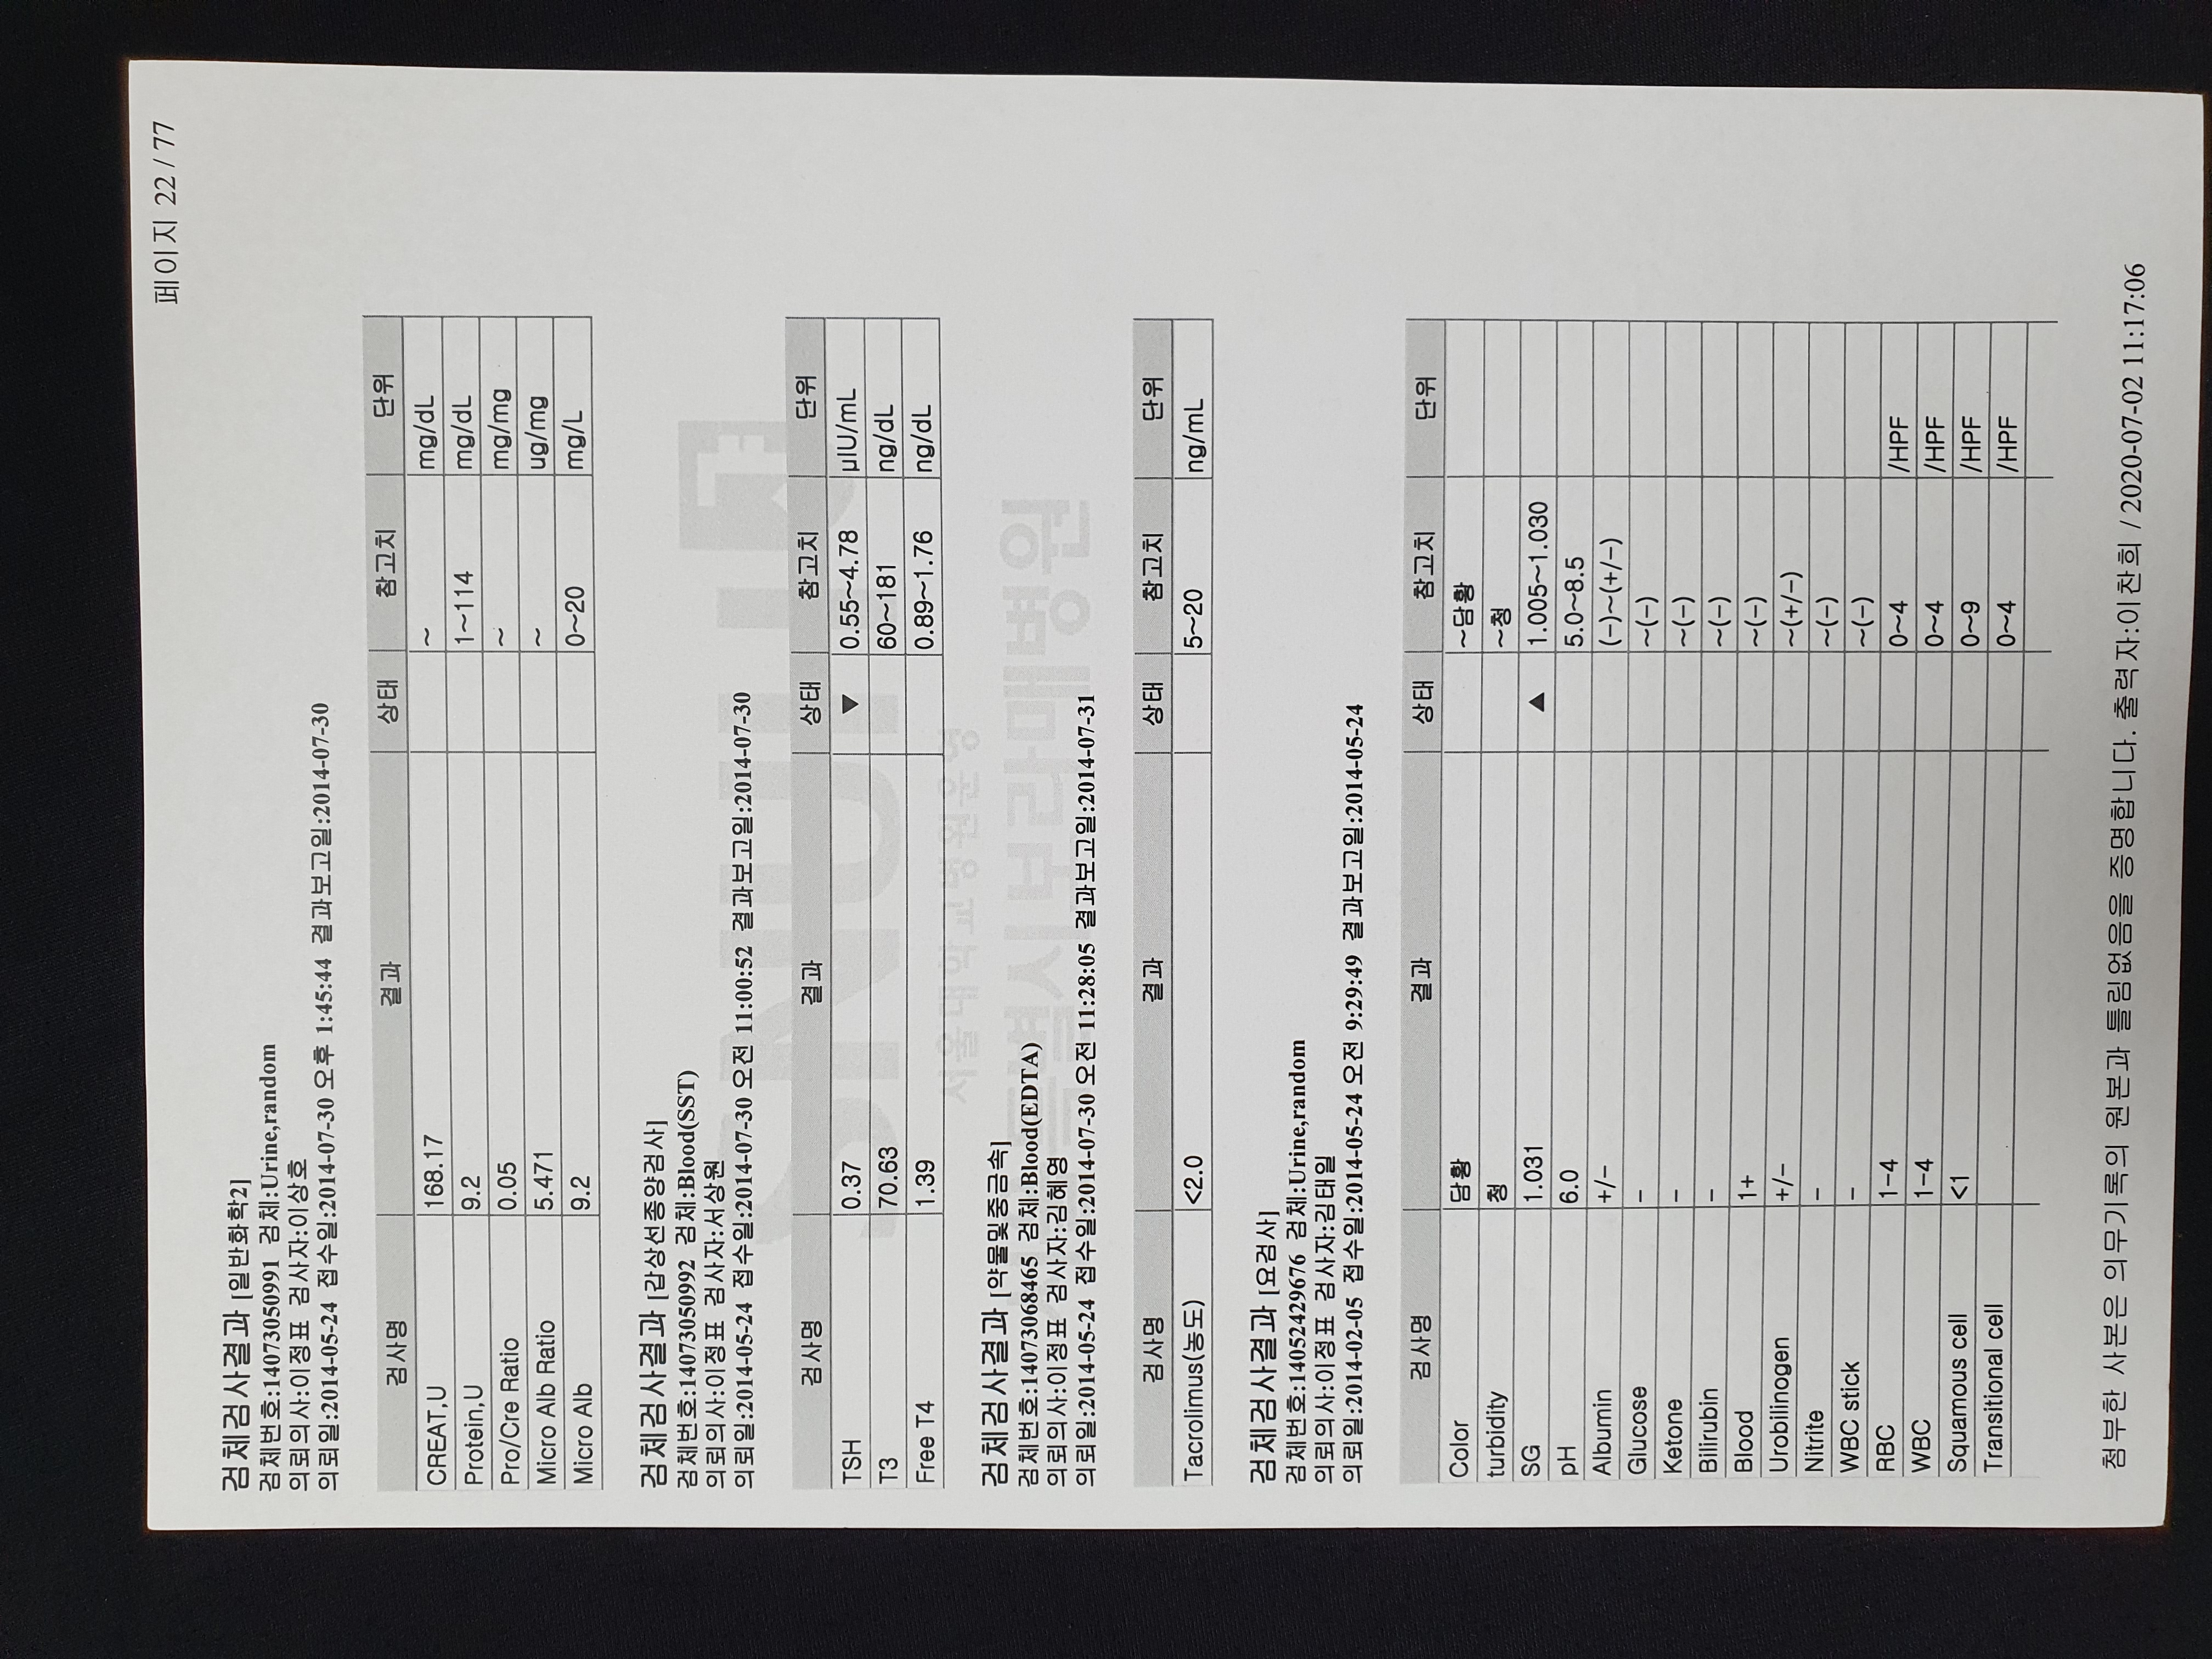 페이지 22 / 77
검체검사결과 [일반화학2]
검체번호:14073050991 검체:Urine,random
의뢰의사:이정표 검사자:이상호
의뢰일:2014-05-24 접수일:2014-07-30 오후 1:45:44 결과보고일:2014-07-30
검사명 결과 상태 참고치 단위
CREAT,U 168.17 ~ mg/dL
Protein,U 9.2 1~114 mg/dL
Pro/Cre Ratio 0.05 ~ mg/mg
Micro Alb Ratio 5.471 ~ ug/mg
Micro Alb 9.2 0~20 mg/L
검체검사결과 [갑상선종양검사]
검체번호:14073050992 검체:Blood(SST)
의뢰의사:이정표 검사자:서상원
의뢰일:2014-05-24 접수일:2014-07-30 오전 11:00:52 결과보고일:2014-07-30
SNUH
검사명 결과 상태 참고치 단위
TSH 0.37 ▼ 0.55~4.78 µIU/mL
T3 70.63 60~181 ng/dL
Free T4 1.39 0.89~1.76 ng/dL
서울대학교병원운영
검체검사결과 [약물및중금속]
서울특별시보라매병원
검체번호:14073068465 검체:Blood(EDTA)
의뢰의사:이정표 검사자:김혜영
의뢰일:2014-05-24 접수일:2014-07-30 오전 11:28:05 결과보고일:2014-07-31
검사명 결과 상태 참고치 단위
Tacrolimus(농도) <2.0 5~20 ng/mL
검체검사결과 [요검사]
검체번호:14052429676 검체:Urine,random
의뢰의사:이정표 검사자:김태일
의뢰일:2014-02-05 접수일:2014-05-24 오전 9:29:49 결과보고일:2014-05-24
검사명 결과 상태 참고치 단위
Color 담황 ~담황
turbidity 청 ~청
SG 1.031 ▲ 1.005~1.030
pH 6.0 5.0~8.5
Albumin +/− (−)~(+/−)
Glucose − ~(−)
Ketone − ~(−)
Bilirubin − ~(−)
Blood 1+ ~(−)
Urobilinogen +/− ~(+/−)
Nitrite − ~(−)
WBC stick − ~(−)
RBC 1−4 0~4 /HPF
WBC 1−4 0~4 /HPF
Squamous cell <1 0~9 /HPF
Transitional cell 0~4 /HPF
첨부한 사본은 의무기록의 원본과 틀림없음을 증명합니다. 출력자:이찬희 / 2020-07-02 11:17:06